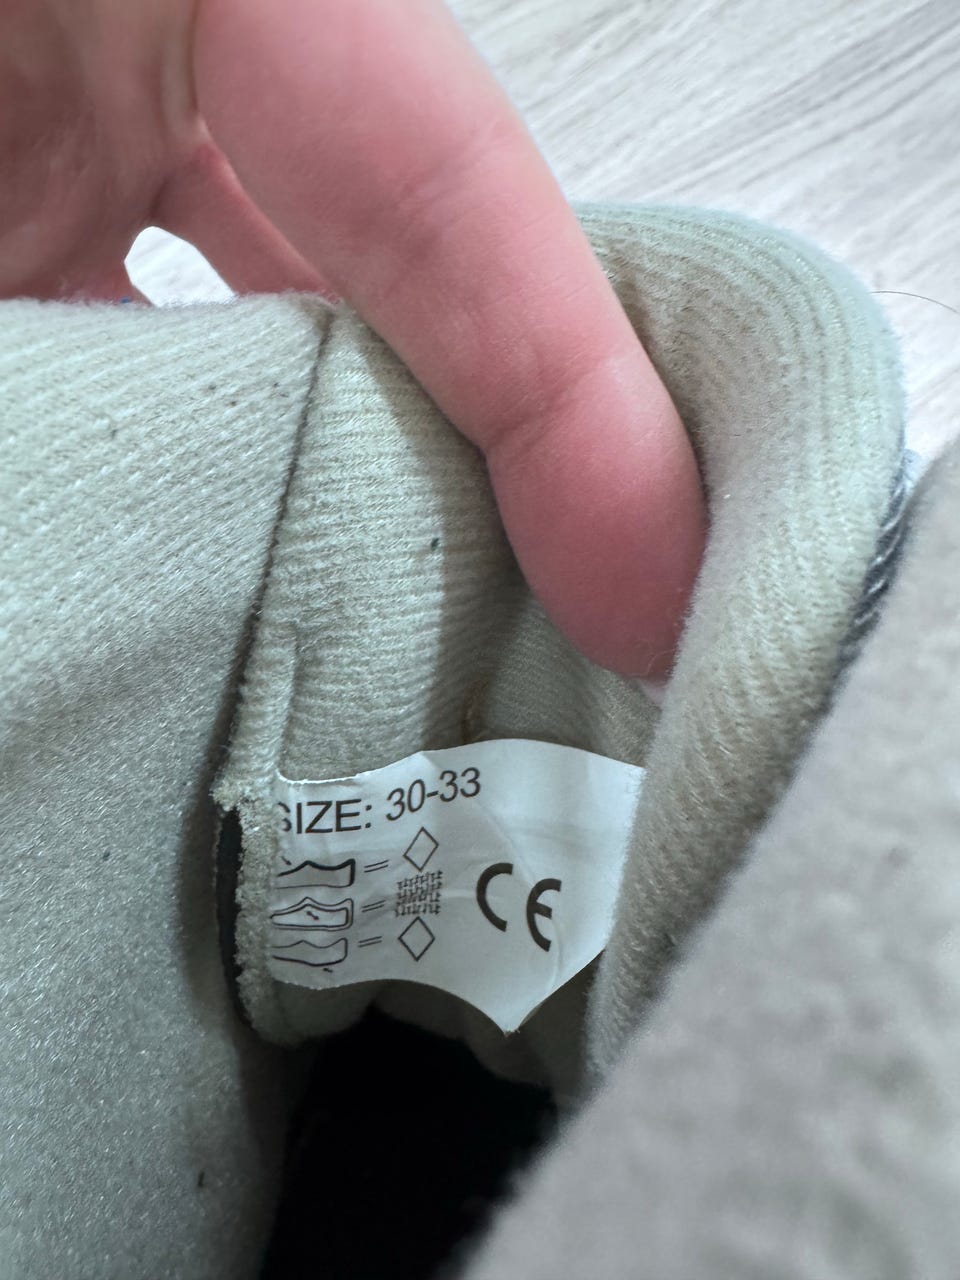 SIZE: 30-33
=
=
=
CE